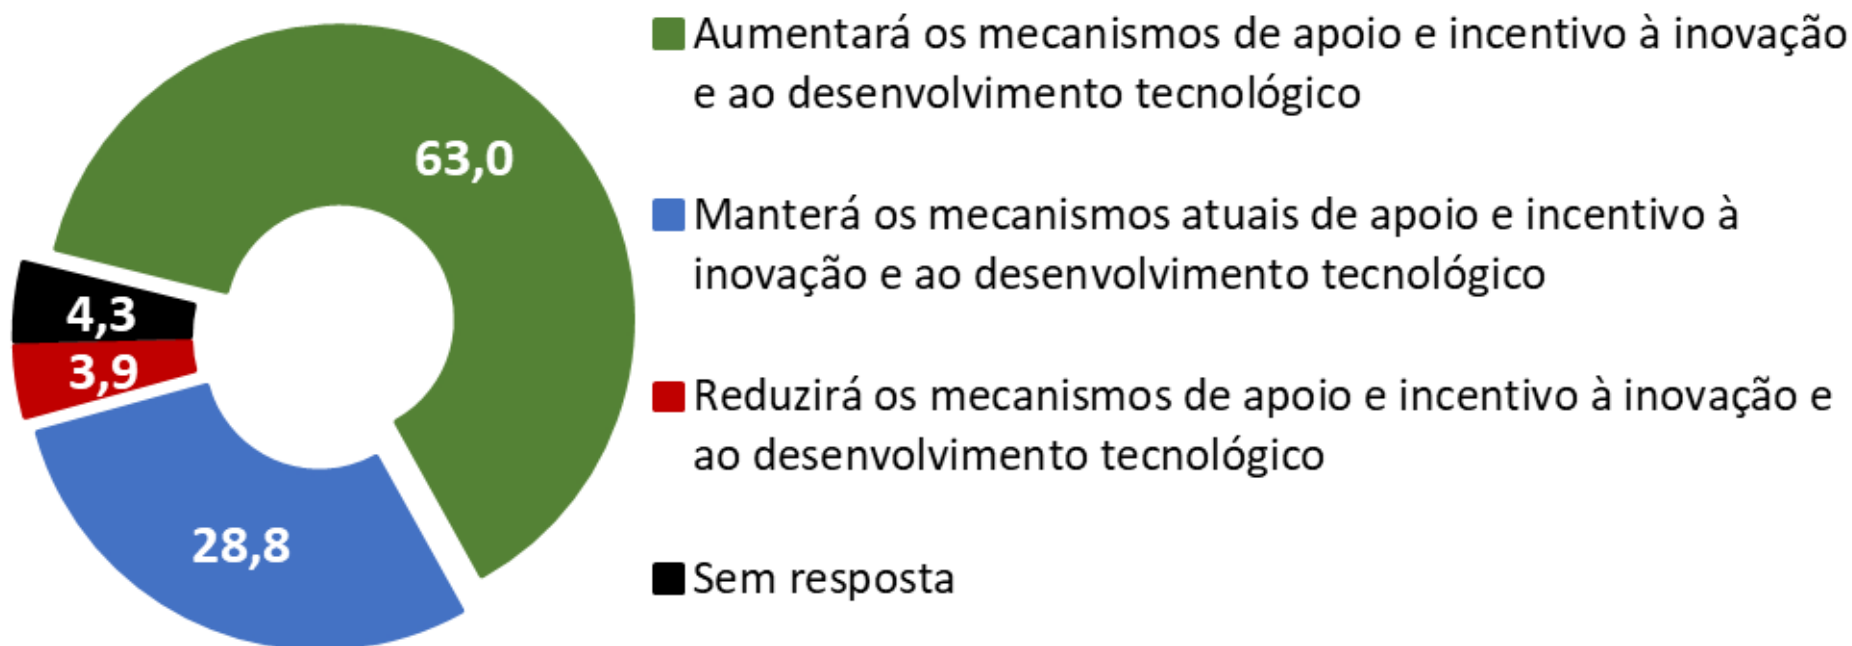 Aumentará os mecanismos de apoio e incentivo à inovação
e ao desenvolvimento tecnológico
63,0
Manterá os mecanismos atuais de apoio e incentivo à
inovação e ao desenvolvimento tecnológico
4,3
3,9
Reduzirá os mecanismos de apoio e incentivo à inovação e
ao desenvolvimento tecnológico
28,8
Sem resposta